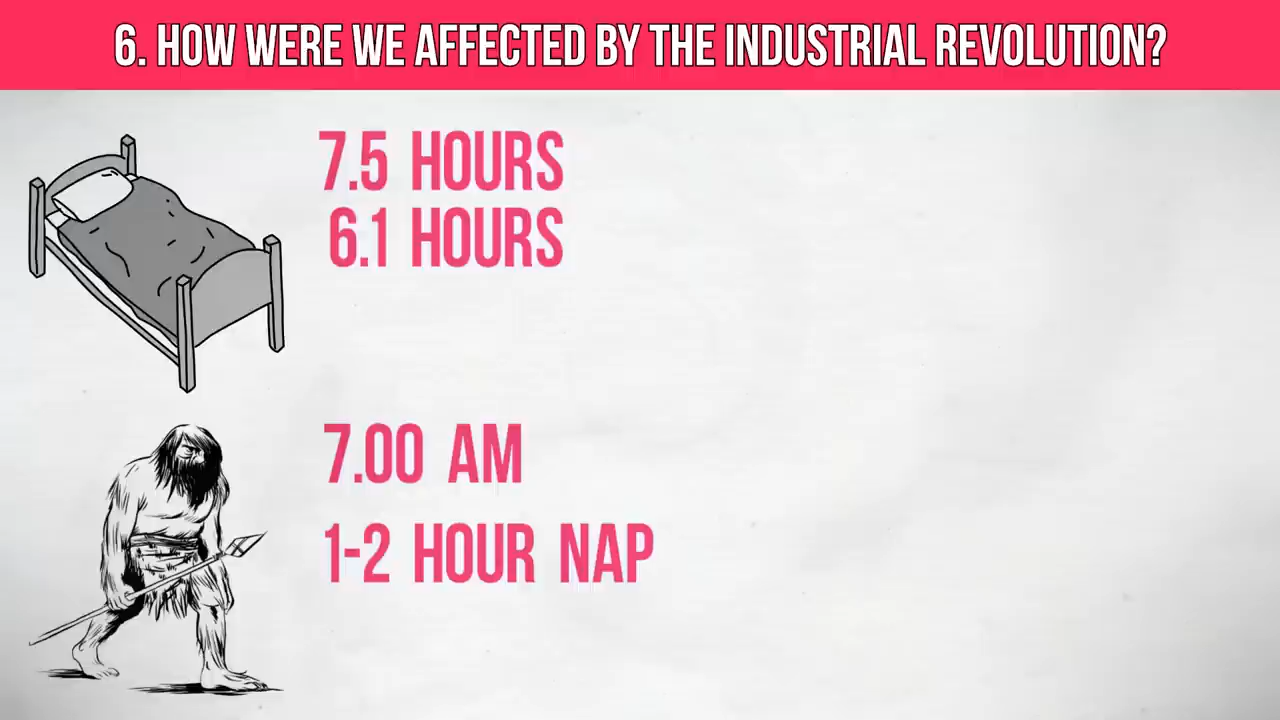 6. HOW WERE WE AFFECTED BY THE INDUSTRIAL REVOLUTION?
7.5 HOURS
6.1 HOURS
7.00 AM
1-2 HOUR NAP